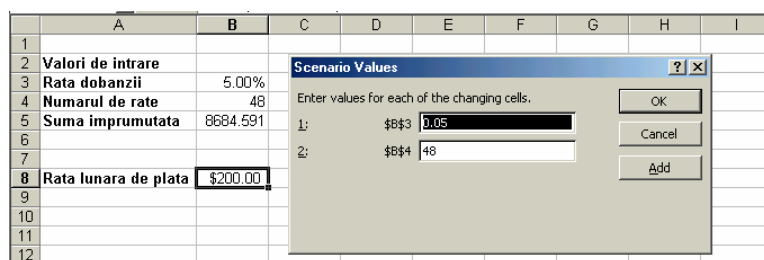 A B C D E F G H I
1
2 Valori de intrare
3 Rata dobanzii 5.00%
4 Numarul de rate 48
5 Suma imprumutata 8684.591
6
7
8 Rata lunara de plata $200.00
9
10
11
12
Scenario Values ? X
Enter values for each of the changing cells.
1: $B$3 0.05
2: $B$4 48
OK
Cancel
Add